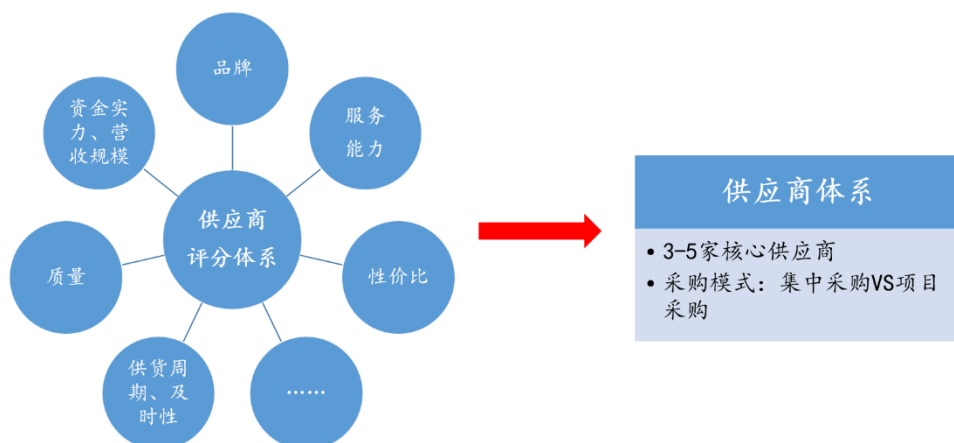 品牌
服务
能力
性价比
……
供货周
期、及
时性
质量
资金实
力、营
收规模
供应商
评分体系
供应商体系
• 3-5家核心供应商
• 采购模式：集中采购VS项目
采购